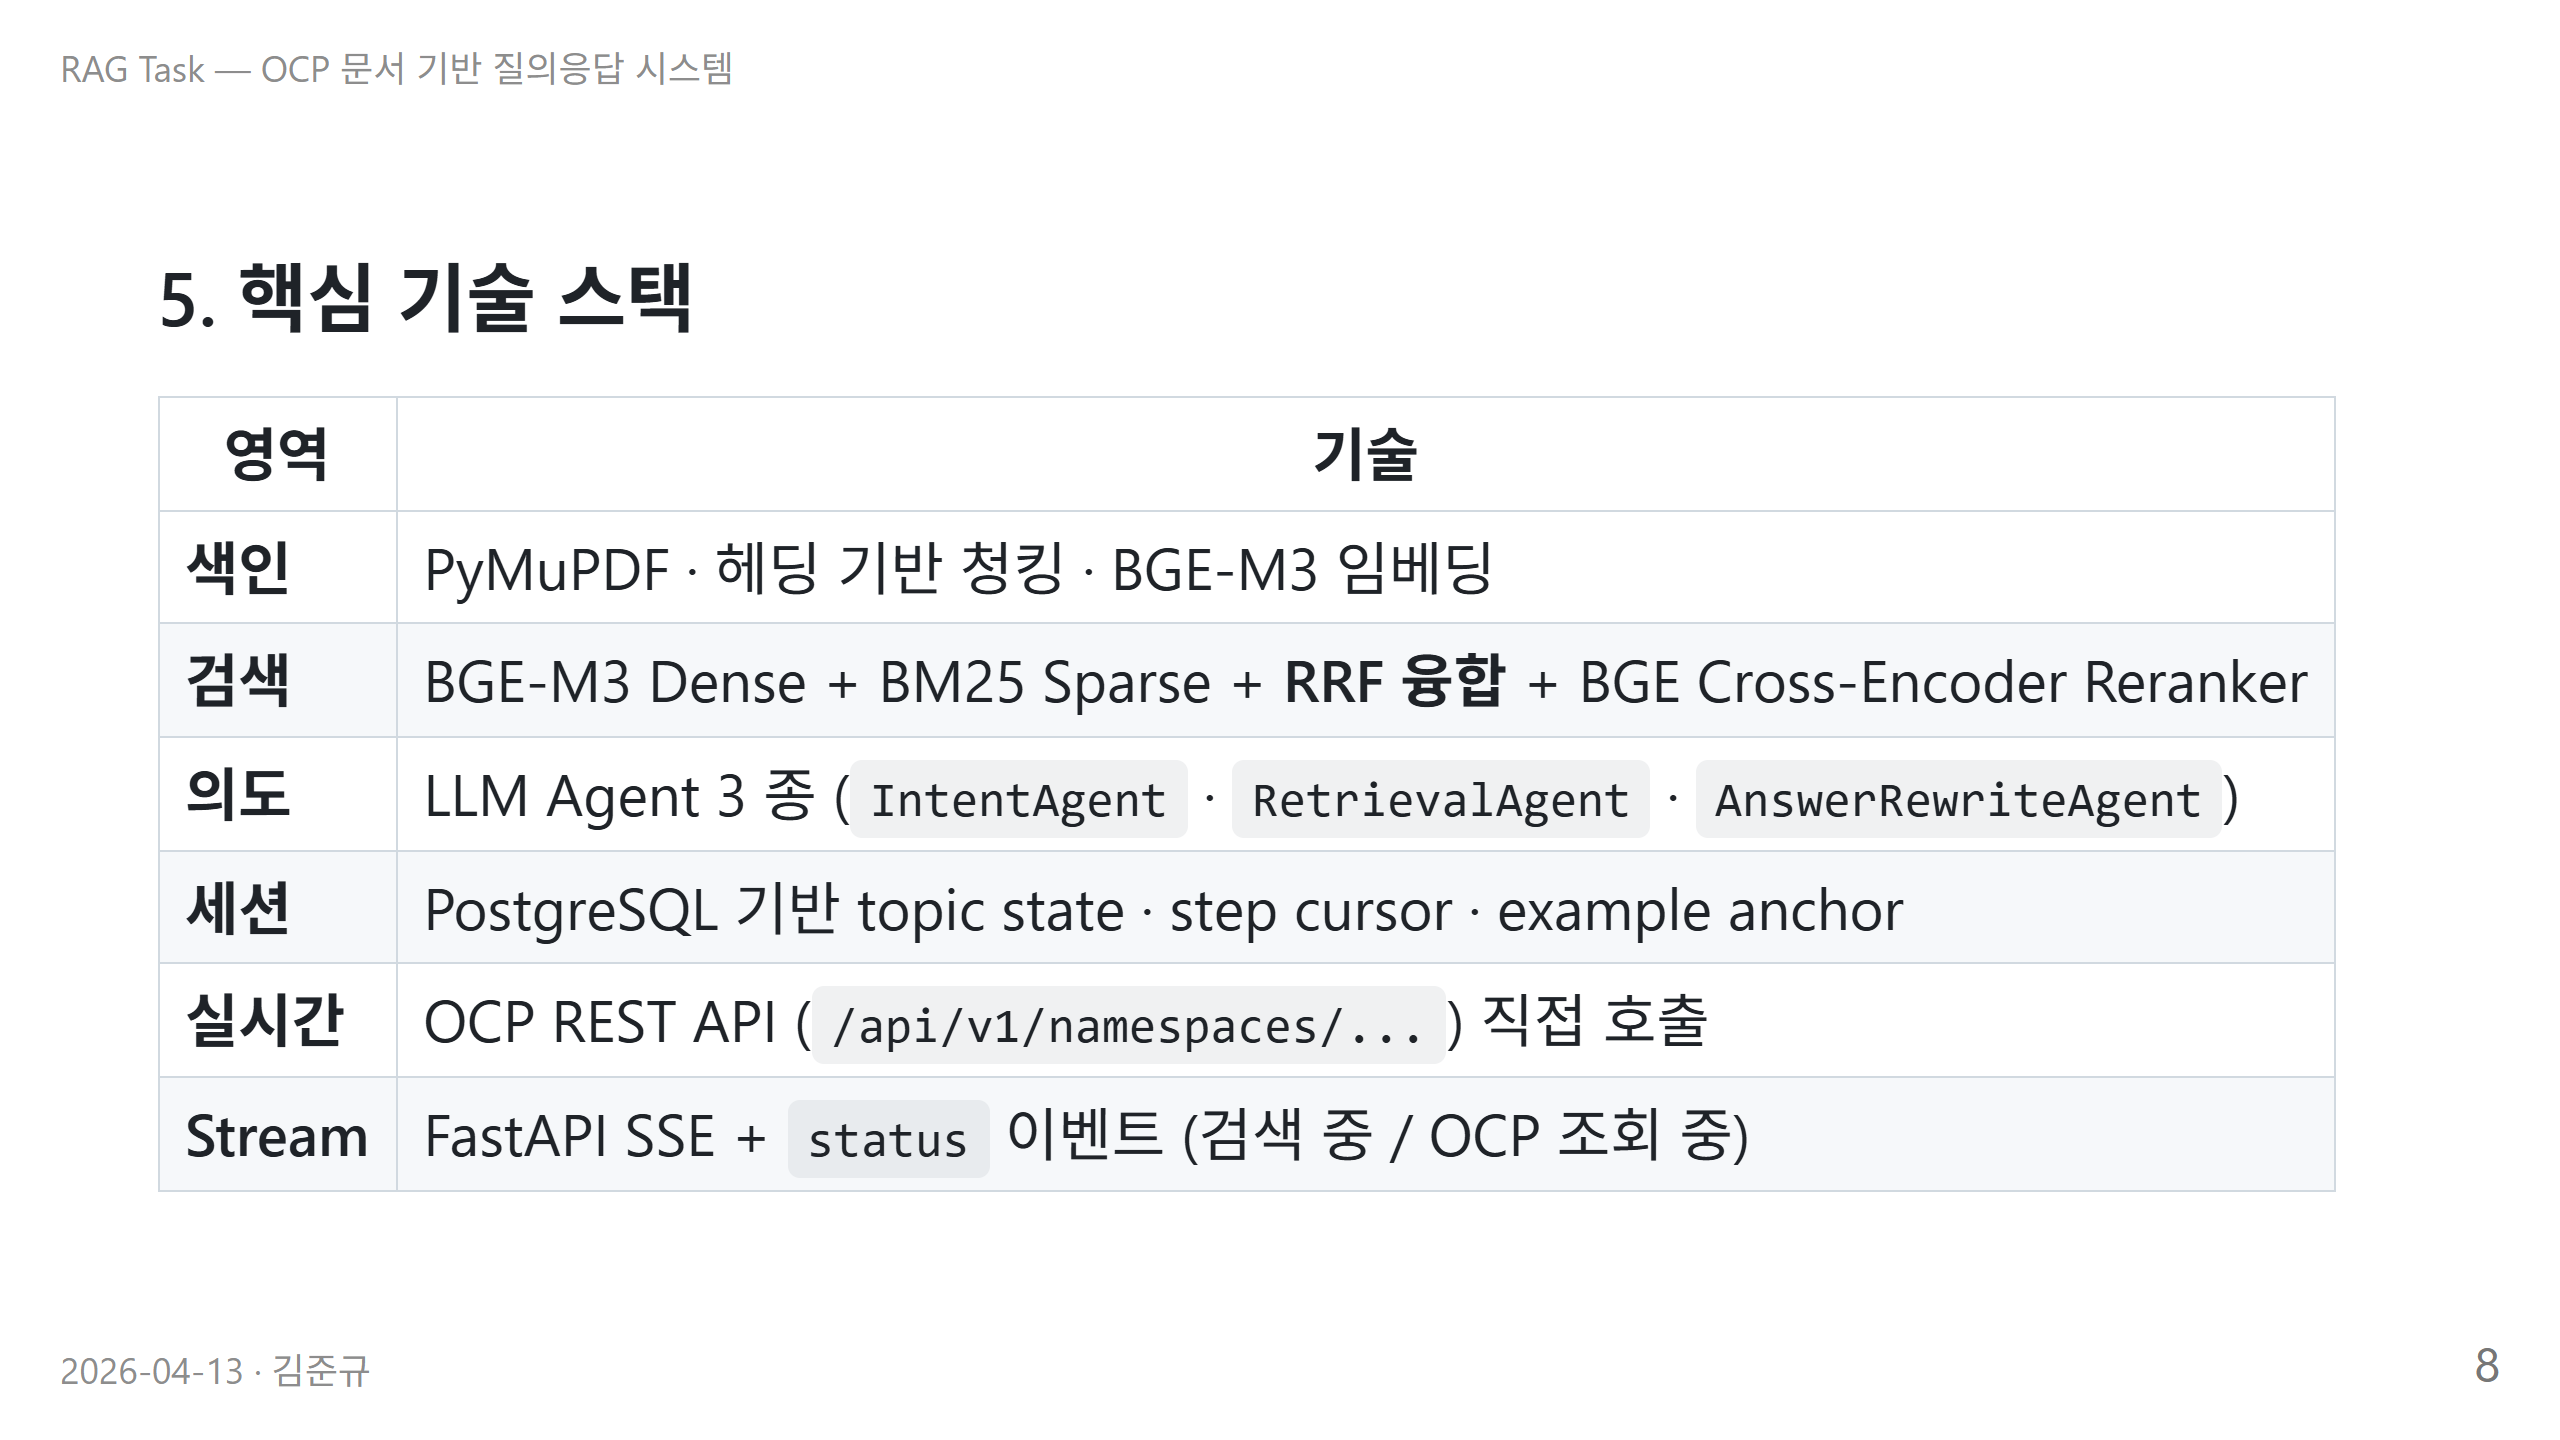 RAG Task — OCP 문서 기반 질의응답 시스템
5. 핵심 기술 스택
영역 기술
색인 PyMuPDF · 헤딩 기반 청킹 · BGE-M3 임베딩
검색 BGE-M3 Dense + BM25 Sparse + RRF 융합 + BGE Cross-Encoder Reranker
의도 LLM Agent 3 종 (IntentAgent · RetrievalAgent · AnswerRewriteAgent)
세션 PostgreSQL 기반 topic state · step cursor · example anchor
실시간 OCP REST API (/api/v1/namespaces/...) 직접 호출
Stream FastAPI SSE + status 이벤트 (검색 중 / OCP 조회 중)
2026-04-13 · 김준규
8